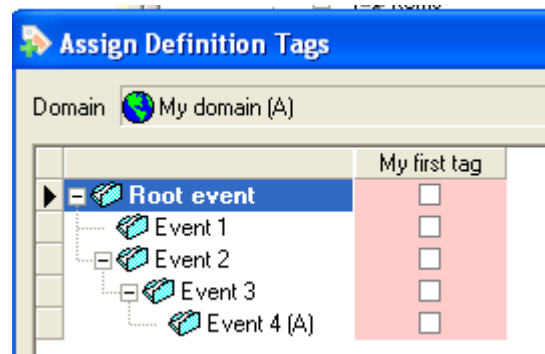 Assign Definition Tags
Domain My domain (A)
My first tag
Root event
Event 1
Event 2
Event 3
Event 4 (A)